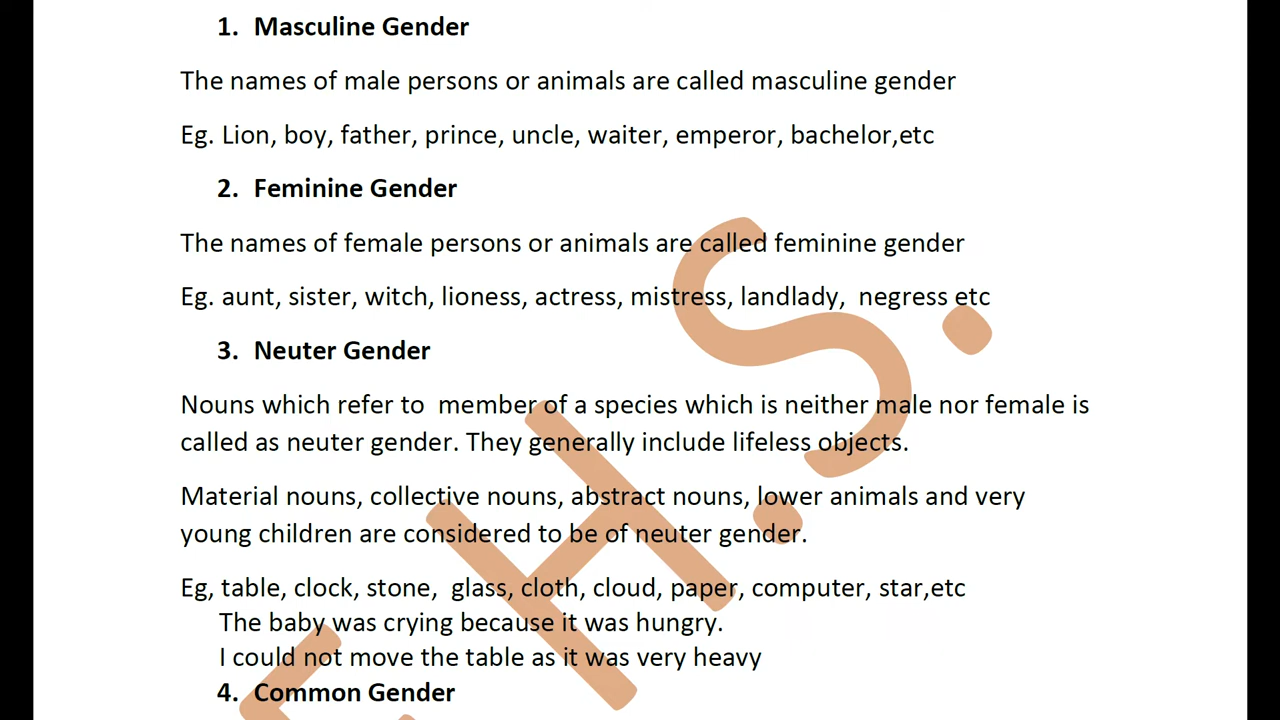 1. Masculine Gender
The names of male persons or animals are called masculine gender
Eg. Lion, boy, father, prince, uncle, waiter, emperor, bachelor,etc
2. Feminine Gender
The names of female persons or animals are called feminine gender
Eg. aunt, sister, witch, lioness, actress, mistress, landlady,  negress etc
3. Neuter Gender
Nouns which refer to  member of a species which is neither male nor female is
called as neuter gender. They generally include lifeless objects.
Material nouns, collective nouns, abstract nouns, lower animals and very
young children are considered to be of neuter gender.
Eg, table, clock, stone,  glass, cloth, cloud, paper, computer, star,etc
The baby was crying because it was hungry.
I could not move the table as it was very heavy
4. Common Gender
H.S.